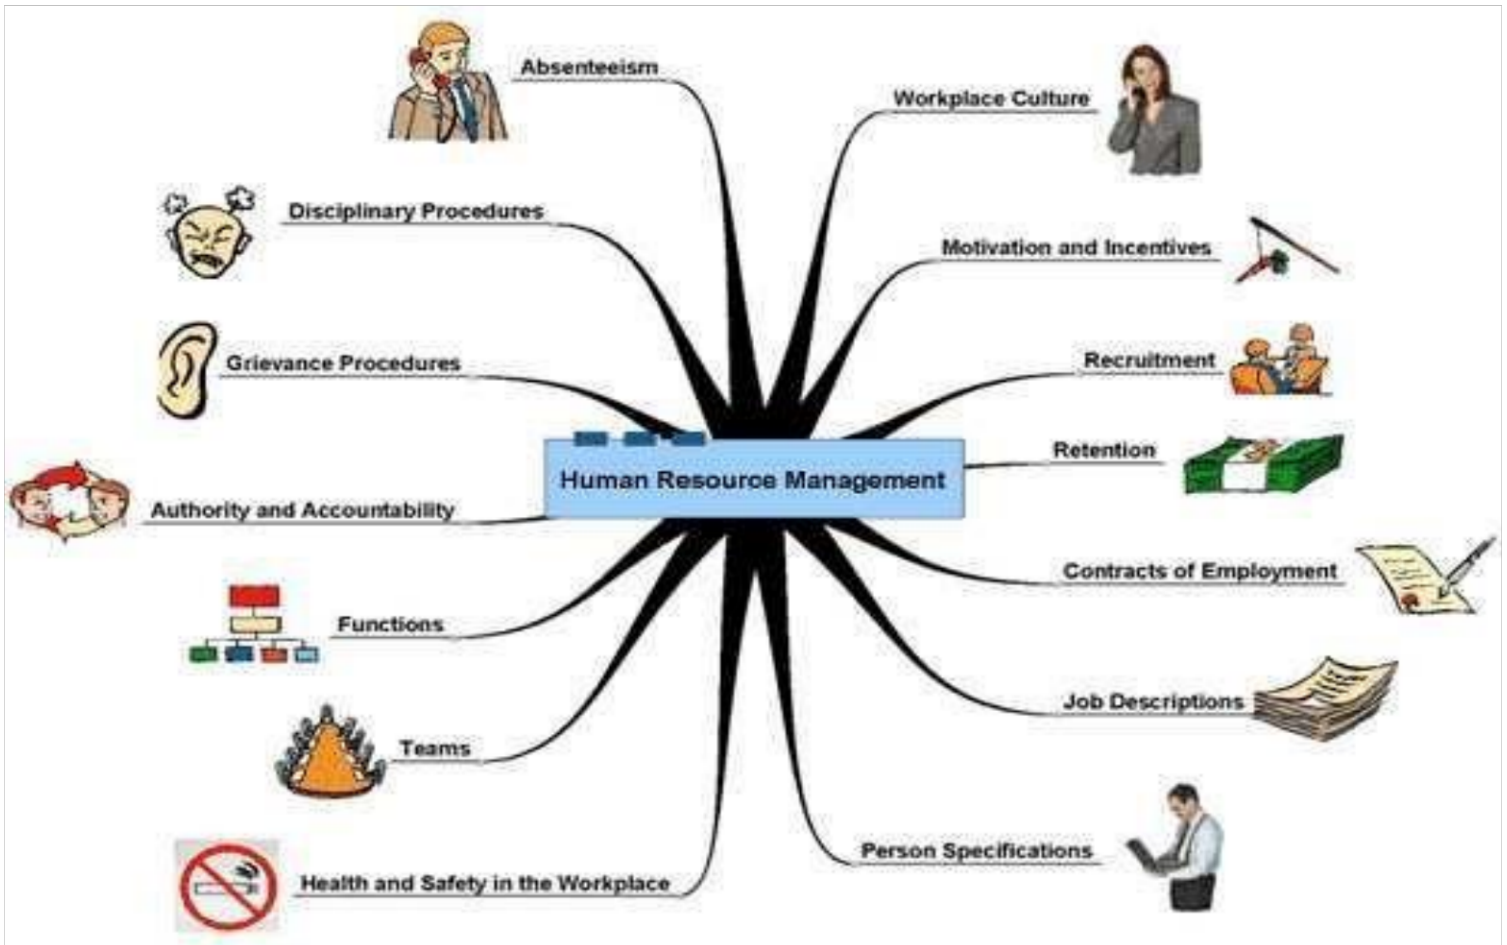 Absenteeism
Workplace Culture
Disciplinary Procedures
Motivation and Incentives
Grievance Procedures
Recruitment
Retention
Human Resource Management
Authority and Accountability
Contracts of Employment
Functions
Job Descriptions
Teams
Person Specifications
Health and Safety in the Workplace